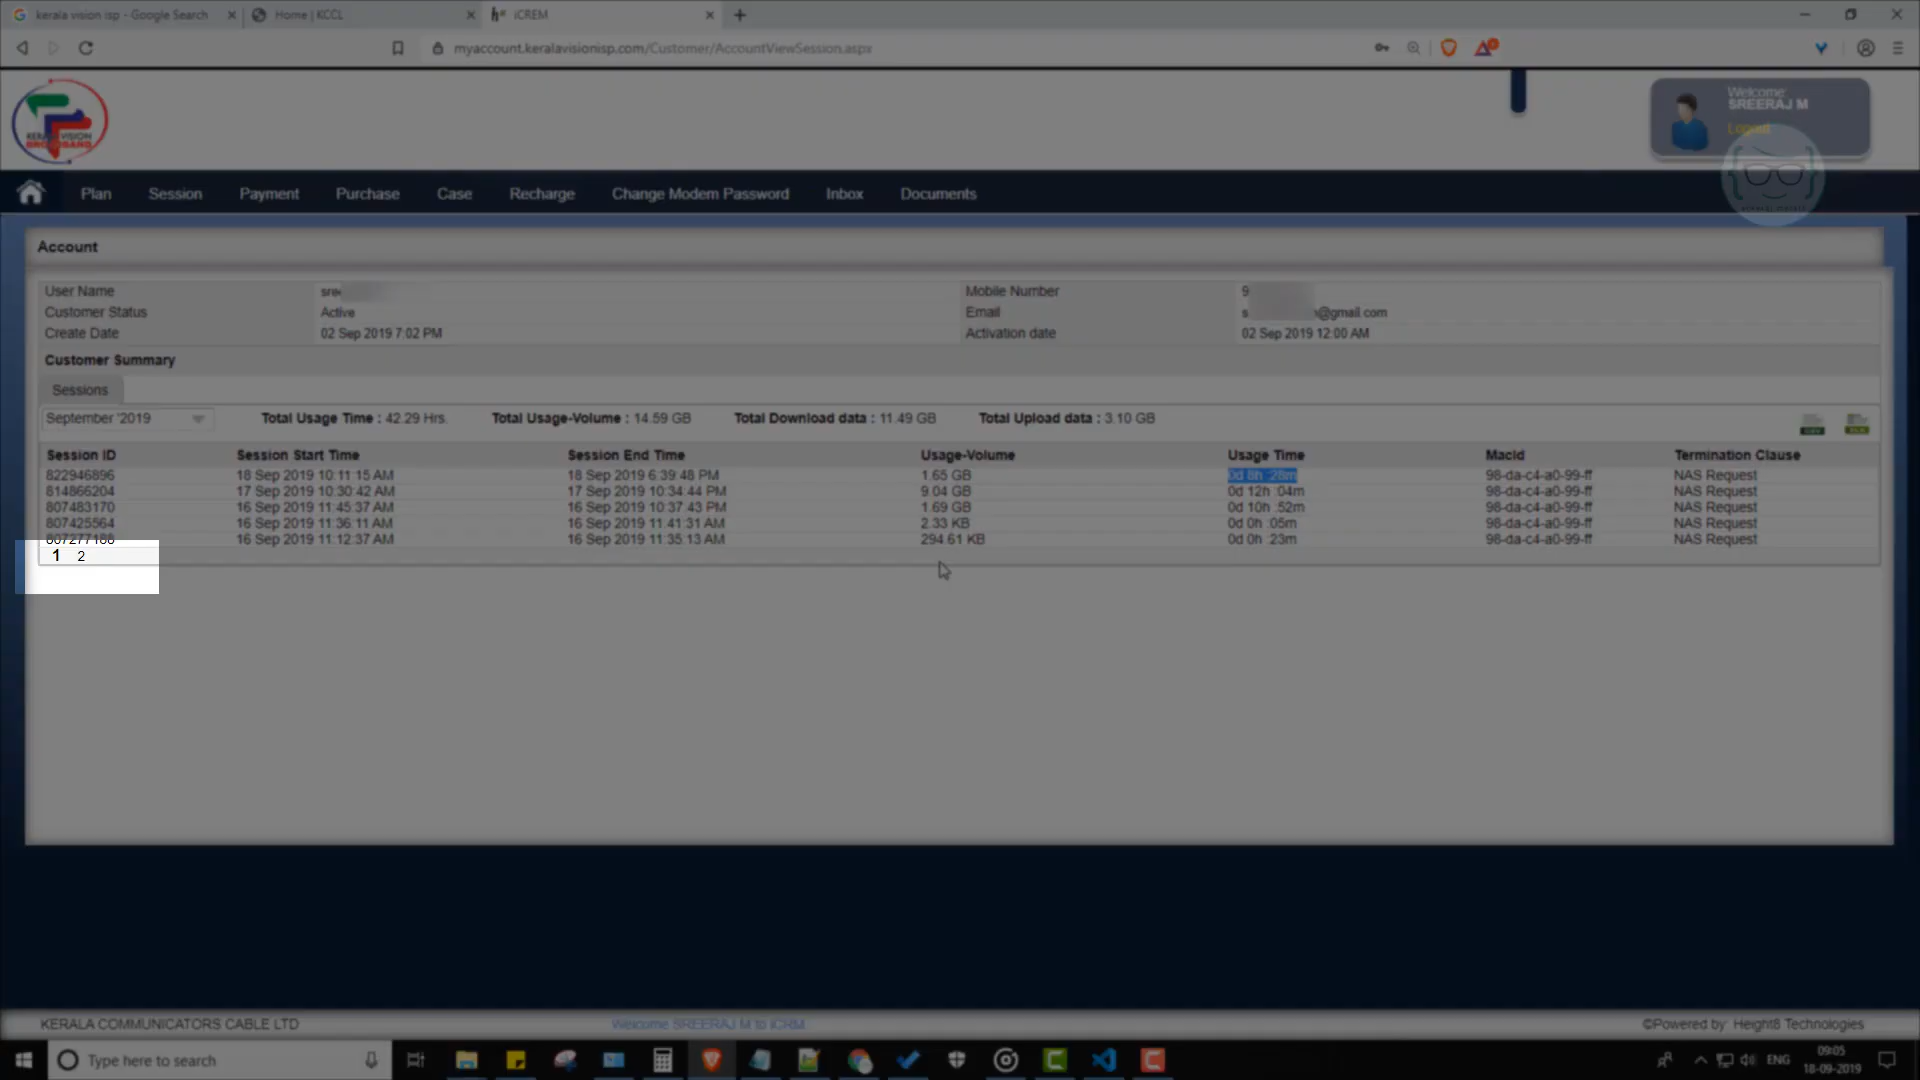 kerala vision isp - Google Search
Home | KCCL
iCREM
myaccount.keralavisionisp.com/Customer/AccountViewSession.aspx
KERALA VISION
BROADBAND
Welcome:
SREERAJ M
Logout
Plan Session Payment Purchase Case Recharge Change Modem Password Inbox Documents
Account
User Name sree Mobile Number 9
Customer Status Active Email s @gmail.com
Create Date 02 Sep 2019 7:02 PM Activation date 02 Sep 2019 12:00 AM
Customer Summary
Sessions
September '2019 Total Usage Time : 42.29 Hrs. Total Usage-Volume : 14.59 GB Total Download data : 11.49 GB Total Upload data : 3.10 GB
Session ID Session Start Time Session End Time Usage-Volume Usage Time MacId Termination Clause
822946896 18 Sep 2019 10:11:15 AM 18 Sep 2019 6:39:48 PM 1.65 GB 0d 8h :28m 98-da-c4-a0-99-ff NAS Request
814866204 17 Sep 2019 10:30:42 AM 17 Sep 2019 10:34:44 PM 9.04 GB 0d 12h :04m 98-da-c4-a0-99-ff NAS Request
807483170 16 Sep 2019 11:45:37 AM 16 Sep 2019 10:37:43 PM 1.69 GB 0d 10h :52m 98-da-c4-a0-99-ff NAS Request
807425564 16 Sep 2019 11:36:11 AM 16 Sep 2019 11:41:31 AM 2.33 KB 0d 0h :05m 98-da-c4-a0-99-ff NAS Request
807277188 16 Sep 2019 11:12:37 AM 16 Sep 2019 11:35:13 AM 294.61 KB 0d 0h :23m 98-da-c4-a0-99-ff NAS Request
1 2
KERALA COMMUNICATORS CABLE LTD Welcome SREERAJ M to iCRM. ©Powered by: Height8 Technologies
Type here to search
ENG
09:05
18-09-2019